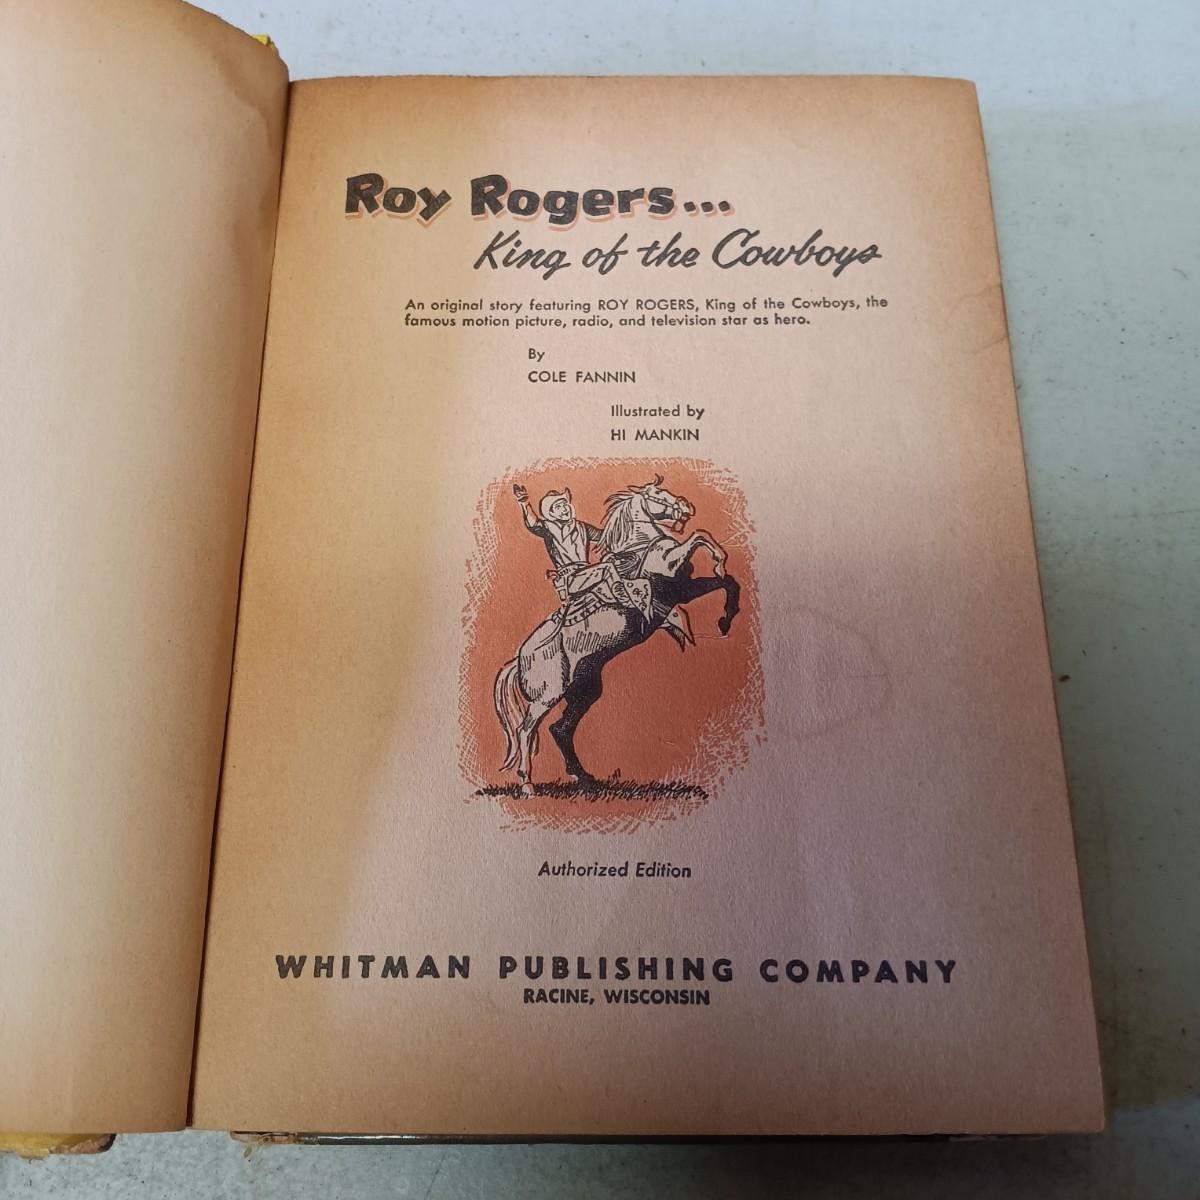 Roy Rogers...
King of the Cowboys
An original story featuring ROY ROGERS, King of the Cowboys, the
famous motion picture, radio, and television star as hero.
By
COLE FANNIN
Illustrated by
HI MANKIN
Authorized Edition
WHITMAN PUBLISHING COMPANY
RACINE, WISCONSIN